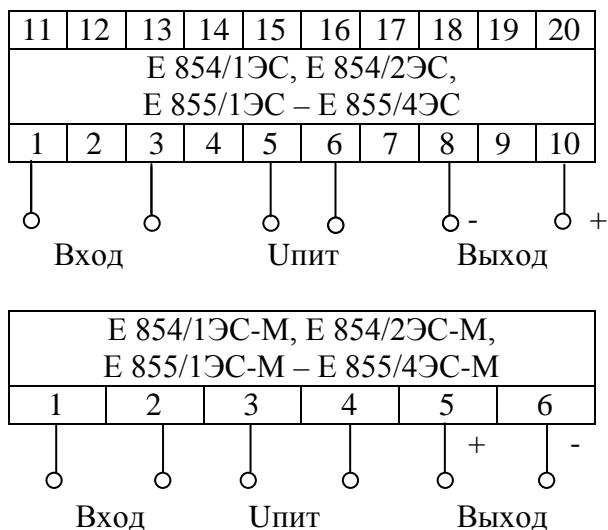 11 12 13 14 15 16 17 18 19 20
Е 854/1ЭС, Е 854/2ЭС,
Е 855/1ЭС – Е 855/4ЭС
1 2 3 4 5 6 7 8 9 10
- +
Вход Uпит Выход
Е 854/1ЭС-М, Е 854/2ЭС-М,
Е 855/1ЭС-М – Е 855/4ЭС-М
1 2 3 4 5 6
+ -
Вход Uпит Выход